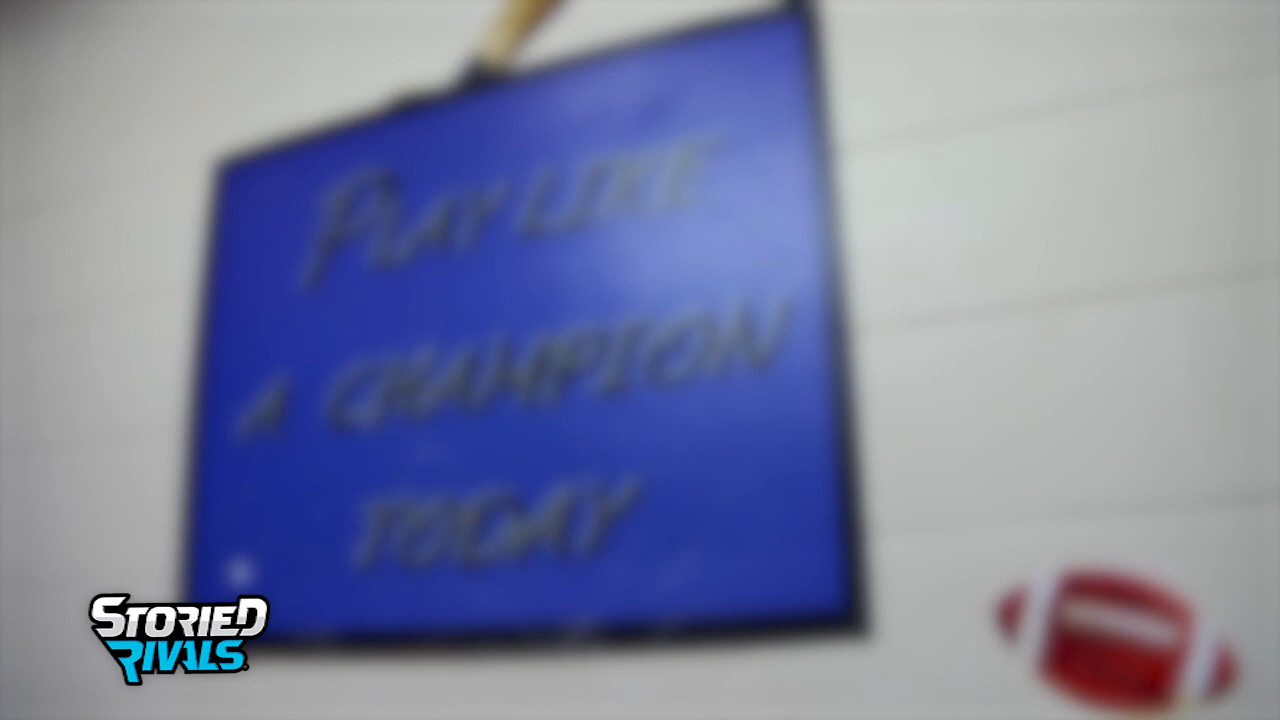 PLAY LIKE
A CHAMPION
TODAY
STORIED
RIVALS